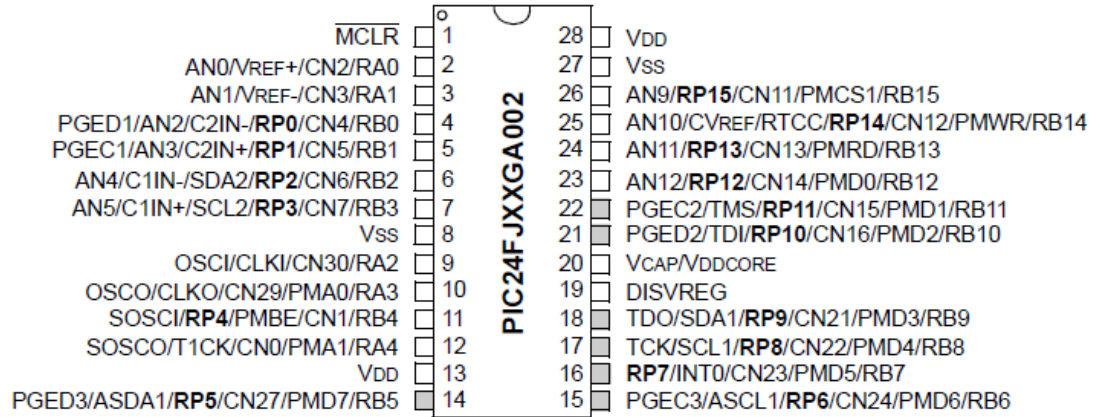 MCLR 1 28 VDD
AN0/VREF+/CN2/RA0 2 27 VSS
AN1/VREF-/CN3/RA1 3 26 AN9/RP15/CN11/PMCS1/RB15
PGED1/AN2/C2IN-/RP0/CN4/RB0 4 25 AN10/CVREF/RTCC/RP14/CN12/PMWR/RB14
PGEC1/AN3/C2IN+/RP1/CN5/RB1 5 24 AN11/RP13/CN13/PMRD/RB13
AN4/C1IN-/SDA2/RP2/CN6/RB2 6 23 AN12/RP12/CN14/PMD0/RB12
AN5/C1IN+/SCL2/RP3/CN7/RB3 7 22 PGEC2/TMS/RP11/CN15/PMD1/RB11
VSS 8 21 PGED2/TDI/RP10/CN16/PMD2/RB10
OSCI/CLKI/CN30/RA2 9 20 VCAP/VDDCORE
OSCO/CLKO/CN29/PMA0/RA3 10 19 DISVREG
SOSCI/RP4/PMBE/CN1/RB4 11 18 TDO/SDA1/RP9/CN21/PMD3/RB9
SOSCO/T1CK/CN0/PMA1/RA4 12 17 TCK/SCL1/RP8/CN22/PMD4/RB8
VDD 13 16 RP7/INT0/CN23/PMD5/RB7
PGED3/ASDA1/RP5/CN27/PMD7/RB5 14 15 PGEC3/ASCL1/RP6/CN24/PMD6/RB6
PIC24FJXXGA002